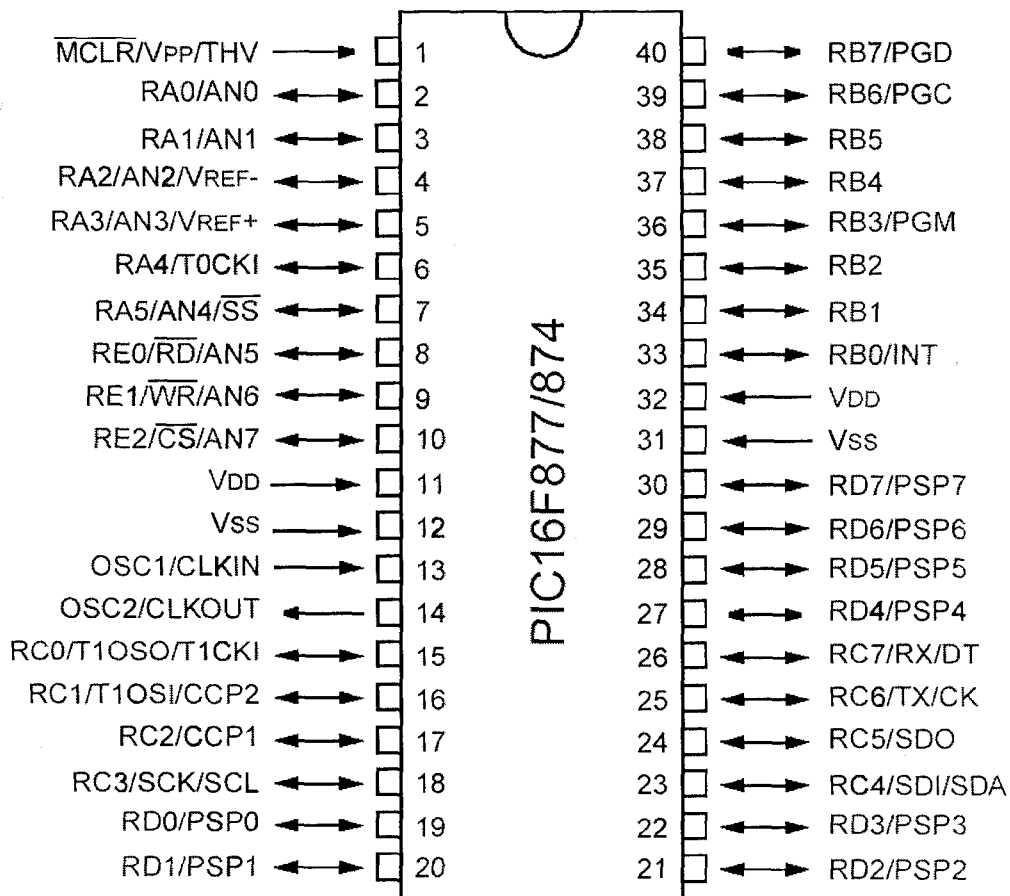 MCLR/VPP/THV 1 40 RB7/PGD
RA0/AN0 2 39 RB6/PGC
RA1/AN1 3 38 RB5
RA2/AN2/VREF- 4 37 RB4
RA3/AN3/VREF+ 5 36 RB3/PGM
RA4/T0CKI 6 35 RB2
RA5/AN4/SS 7 34 RB1
RE0/RD/AN5 8 33 RB0/INT
RE1/WR/AN6 9 32 VDD
RE2/CS/AN7 10 31 VSS
VDD 11 30 RD7/PSP7
VSS 12 29 RD6/PSP6
OSC1/CLKIN 13 28 RD5/PSP5
OSC2/CLKOUT 14 27 RD4/PSP4
RC0/T1OSO/T1CKI 15 26 RC7/RX/DT
RC1/T1OSI/CCP2 16 25 RC6/TX/CK
RC2/CCP1 17 24 RC5/SDO
RC3/SCK/SCL 18 23 RC4/SDI/SDA
RD0/PSP0 19 22 RD3/PSP3
RD1/PSP1 20 21 RD2/PSP2
PIC16F877/874